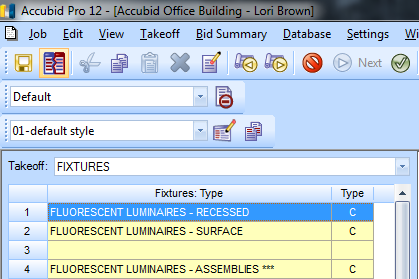 Accubid Pro 12 - [Accubid Office Building - Lori Brown]
Job Edit View Takeoff Bid Summary Database Settings
Next
Default
01-default style
Takeoff: FIXTURES
Fixtures: Type Type
1 FLUORESCENT LUMINAIRES - RECESSED C
2 FLUORESCENT LUMINAIRES - SURFACE C
3
4 FLUORESCENT LUMINAIRES - ASSEMBLIES *** C